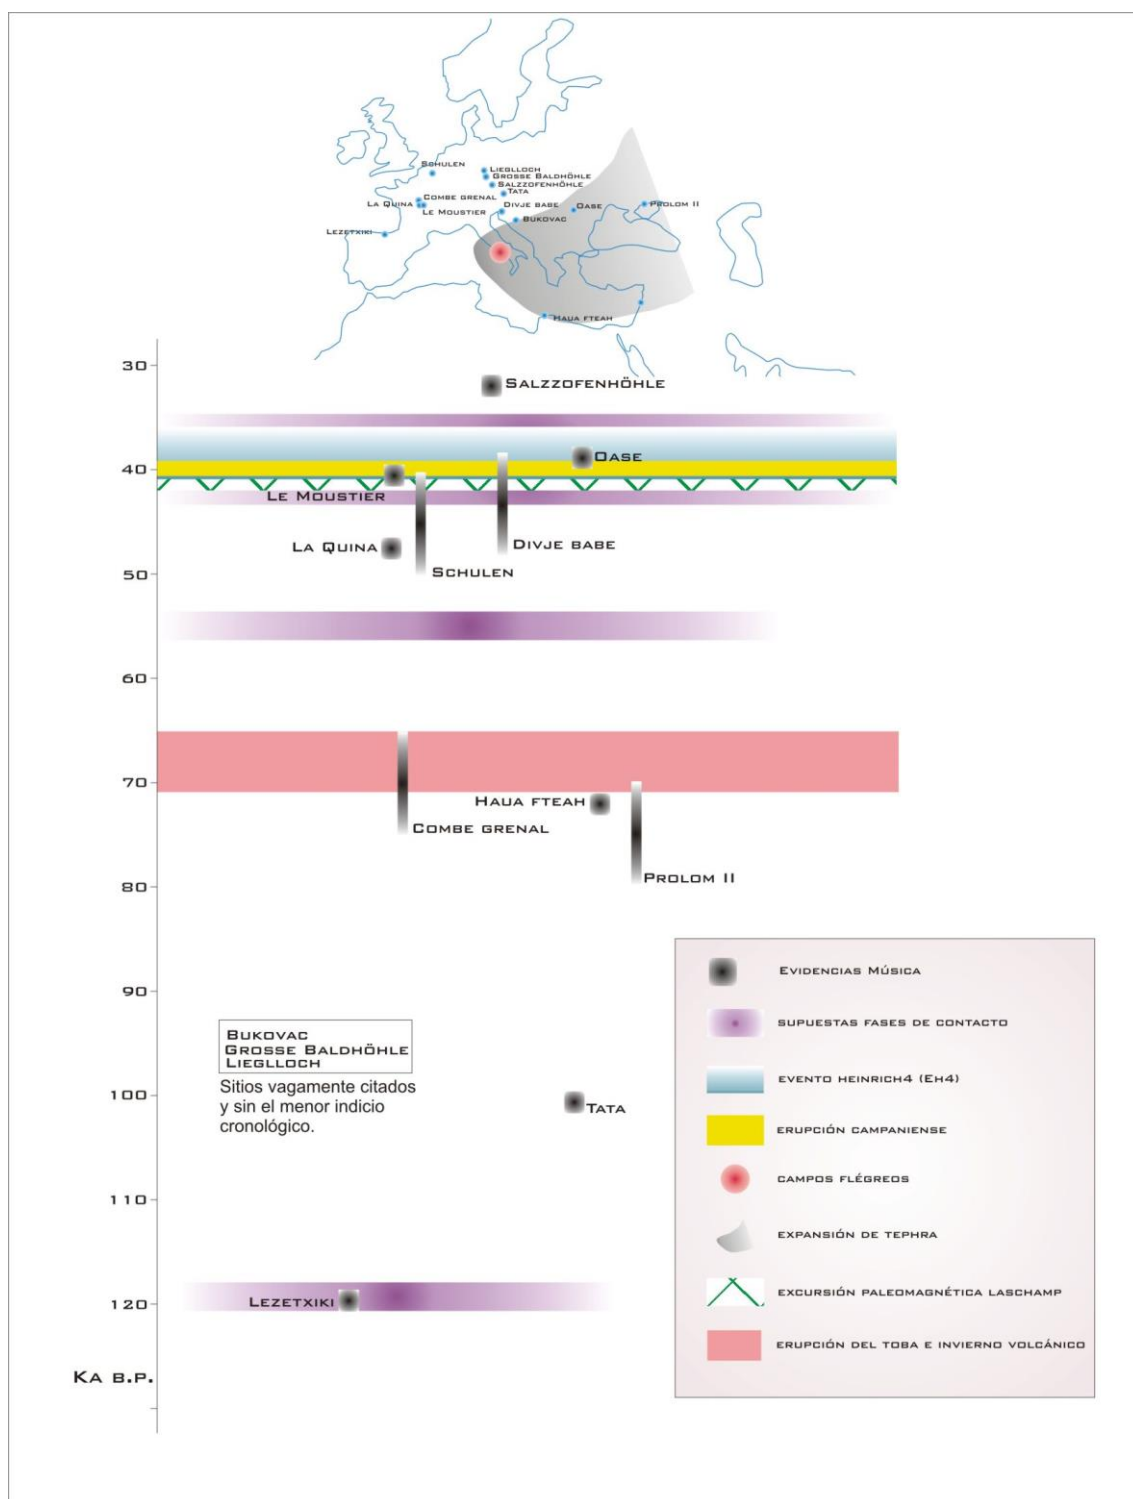 Schulen
Lieglloch
Grosse Baldhöhle
Salzzofenhöhle
Tata
Combe grenal
La Quina
Le Moustier
Divje babe
Oase
Prolom II
Bukovac
Lezetxiki
Haua fteah
30
Salzzofenhöhle
Oase
40
Le Moustier
La Quina
Divje babe
Schulen
50
60
70
Haua fteah
Combe grenal
Prolom II
80
90
Bukovac
Grosse Baldhöhle
Lieglloch
Sitios vagamente citados
y sin el menor indicio
cronológico.
100
Tata
110
Lezetxiki
120
Ka b.p.
Evidencias Música
supuestas fases de contacto
evento heinrich4 (Eh4)
erupción campaniense
campos flégreos
expansión de tephra
excursión paleomagnética laschamp
erupción del toba e invierno volcánico